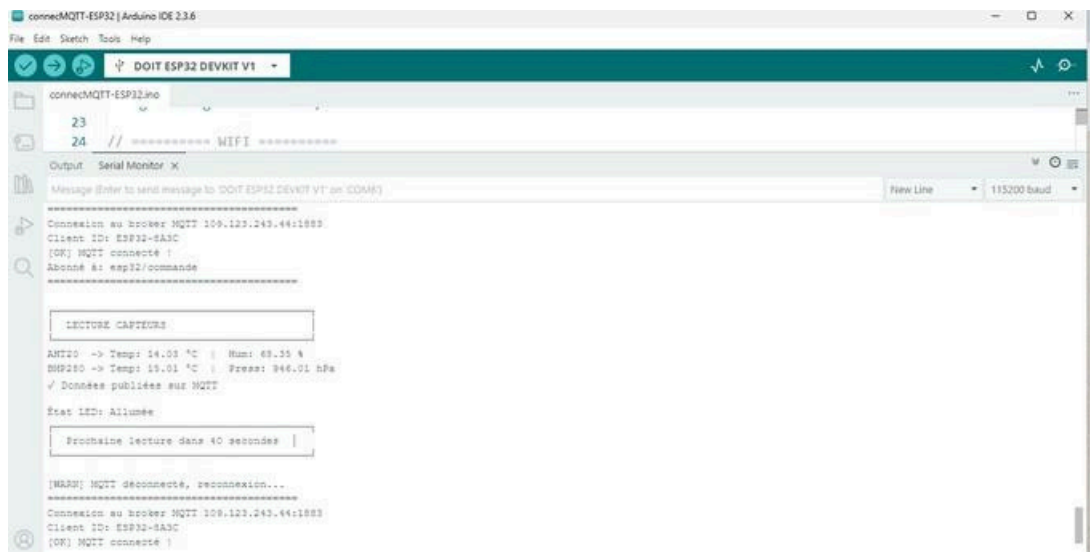 connecMQTT-ESP32 | Arduino IDE 2.3.6
File Edit Sketch Tools Help
DOIT ESP32 DEVKIT V1
connecMQTT-ESP32.ino
23
24 // ========== WIFI ==========
Output Serial Monitor ×
Message (Enter to send message to 'DOIT ESP32 DEVKIT V1' on 'COM6')
New Line 115200 baud
========================================
Connexion au broker MQTT 109.123.243.44:1883
Client ID: ESP32-8A3C
[OK] MQTT connecté !
Abonné à: esp32/commande
========================================
LECTURE CAPTEURS
AHT20 -> Temp: 14.03 °C | Hum: 65.35 %
BMP280 -> Temp: 15.01 °C | Press: 946.01 hPa
✓ Données publiées sur MQTT
État LED: Allumée
Prochaine lecture dans 40 secondes |
[WARN] MQTT déconnecté, reconnexion...
========================================
Connexion au broker MQTT 109.123.243.44:1883
Client ID: ESP32-8A3C
[OK] MQTT connecté !